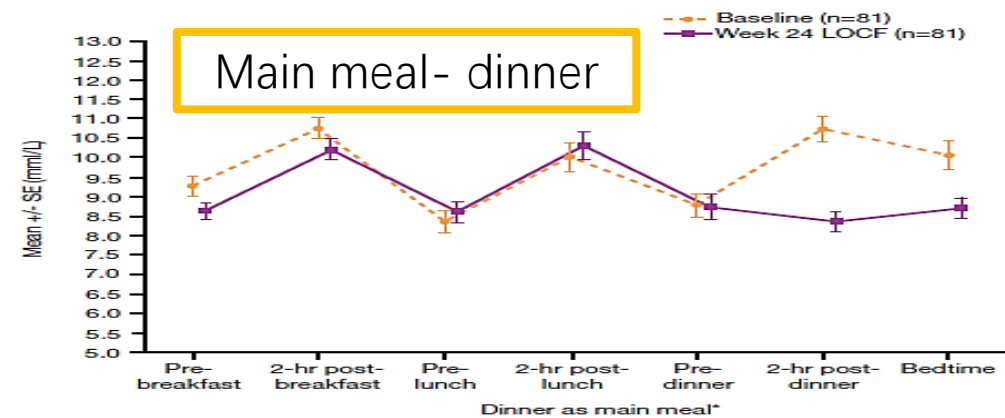 Baseline (n=81)
Week 24 LOCF (n=81)
Main meal- dinner
13.0
12.5
12.0
11.5
11.0
10.5
10.0
9.5
9.0
8.5
8.0
7.5
7.0
6.5
6.0
5.5
5.0
Mean +/- SE (mml/L)
Pre-
breakfast
2-hr post-
breakfast
Pre-
lunch
2-hr post-
lunch
Pre-
dinner
2-hr post-
dinner
Bedtime
Dinner as main meal*